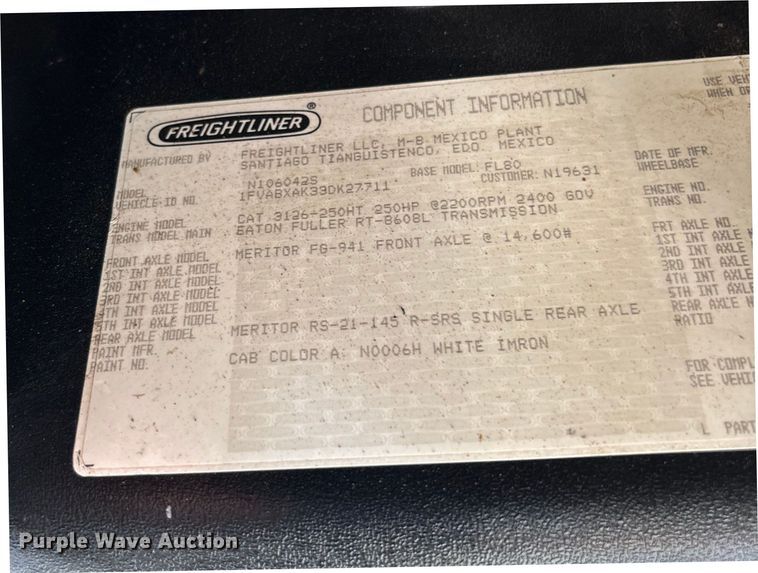 FREIGHTLINER®
COMPONENT INFORMATION
USE VEH
WHEN OR
MANUFACTURED BY FREIGHTLINER LLC, M-B MEXICO PLANT
SANTIAGO TIANGUISTENCO, EDO. MEXICO
MODEL N106042S BASE MODEL: FL80 DATE OF MFR.
VEHICLE ID NO. 1FVABXAK33DK27711 CUSTOMER: N19631 WHEELBASE
ENGINE MODEL CAT 3126-250HT 250HP @2200RPM 2400 GOV ENGINE NO.
TRANS MODEL MAIN EATON FULLER RT-8608L TRANSMISSION TRANS NO.
FRONT AXLE MODEL MERITOR FG-941 FRONT AXLE @ 14,600# FRT AXLE NO.
1ST INT AXLE MODEL 1ST INT AXLE
2ND INT AXLE MODEL 2ND INT AXLE
3RD INT AXLE MODEL 3RD INT AXLE
4TH INT AXLE MODEL 4TH INT AXLE
5TH INT AXLE MODEL 5TH INT AXLE
REAR AXLE MODEL MERITOR RS-21-145 R-SRS SINGLE REAR AXLE REAR AXLE N
RATIO
PAINT MFR.
PAINT NO. CAB COLOR A: N0006H WHITE IMRON
FOR COMPL
SEE VEHI
L PART
Purple Wave Auction